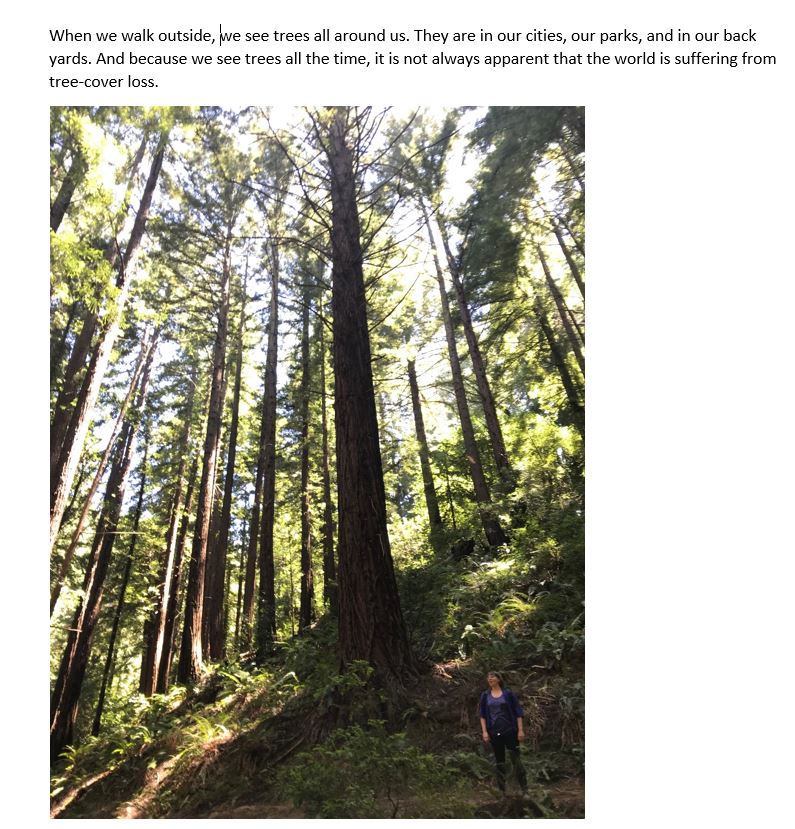 When we walk outside, we see trees all around us. They are in our cities, our parks, and in our back
yards. And because we see trees all the time, it is not always apparent that the world is suffering from
tree-cover loss.